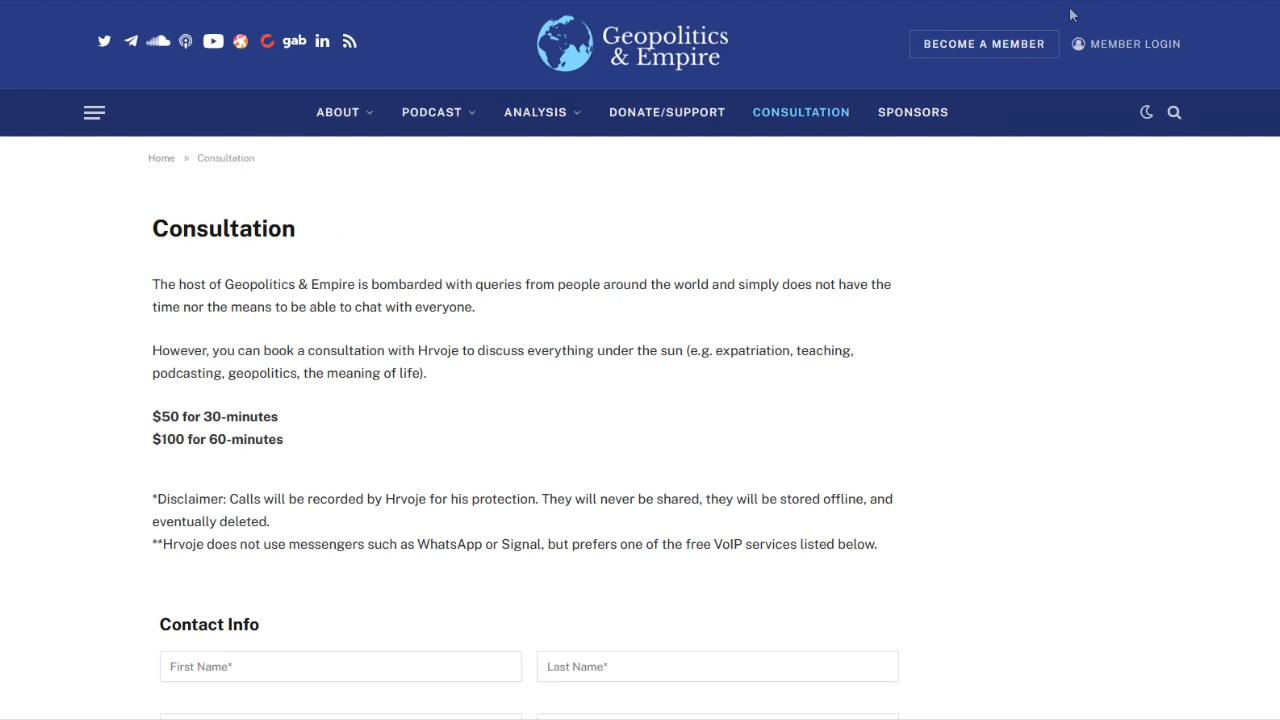 gab
Geopolitics
& Empire
BECOME A MEMBER
MEMBER LOGIN
ABOUT
PODCAST
ANALYSIS
DONATE/SUPPORT
CONSULTATION
SPONSORS
Home » Consultation
Consultation
The host of Geopolitics & Empire is bombarded with queries from people around the world and simply does not have the
time nor the means to be able to chat with everyone.
However, you can book a consultation with Hrvoje to discuss everything under the sun (e.g. expatriation, teaching,
podcasting, geopolitics, the meaning of life).
$50 for 30-minutes
$100 for 60-minutes
*Disclaimer: Calls will be recorded by Hrvoje for his protection. They will never be shared, they will be stored offline, and
eventually deleted.
**Hrvoje does not use messengers such as WhatsApp or Signal, but prefers one of the free VoIP services listed below.
Contact Info
First Name*
Last Name*